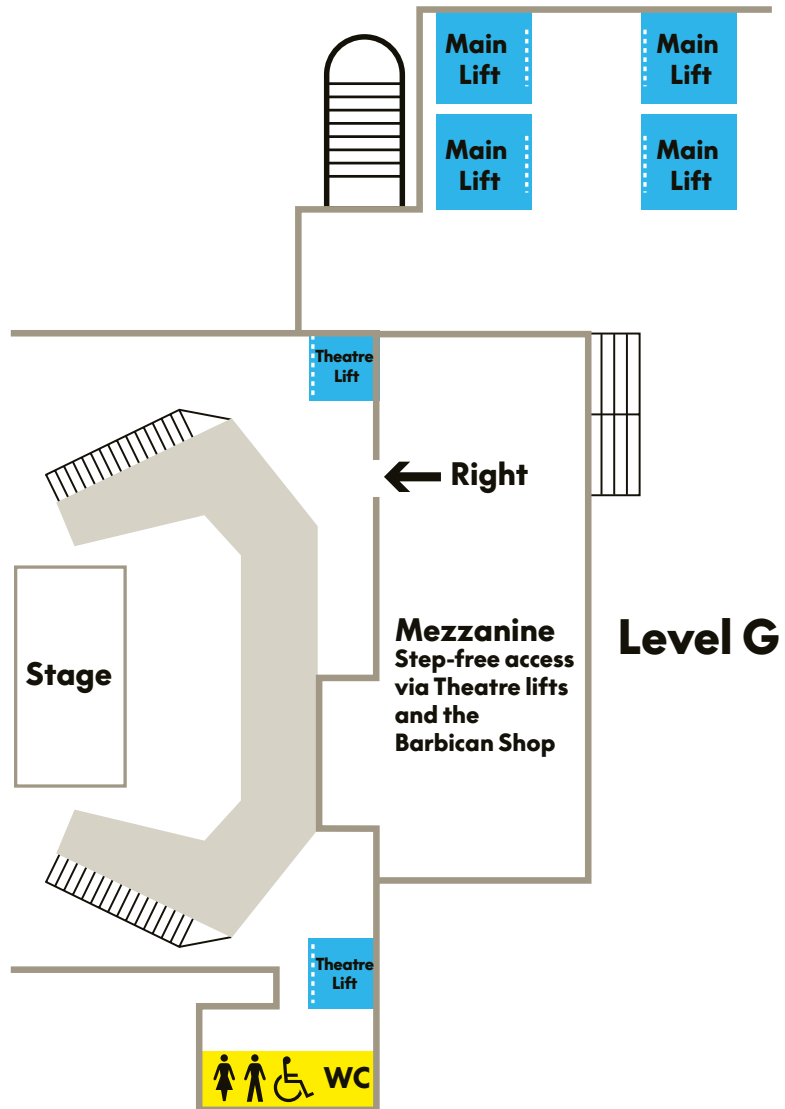 Main
Lift
Main
Lift
Main
Lift
Main
Lift
Theatre
Lift
Right
Mezzanine
Step-free access
via Theatre lifts
and the
Barbican Shop
Level G
Stage
Theatre
Lift
WC